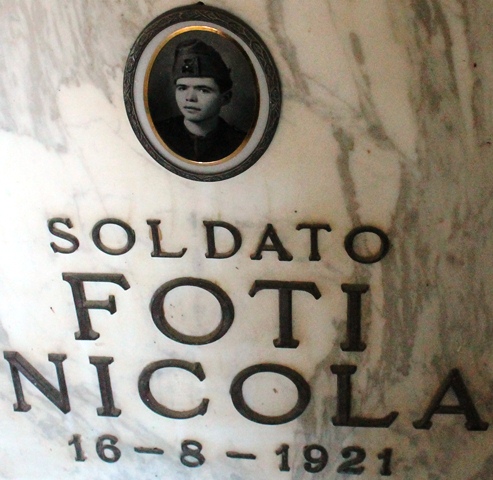 SOLDATO
FOTI
NICOLA
16-8-1921